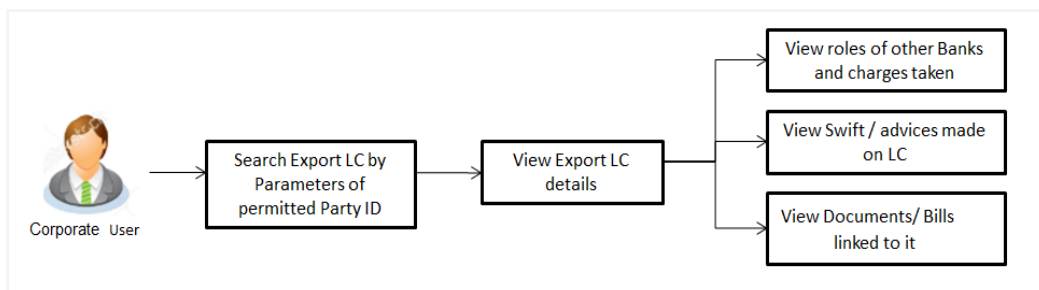 Corporate User
Search Export LC by
Parameters of
permitted Party ID
View Export LC
details
View roles of other Banks
and charges taken
View Swift / advices made
on LC
View Documents/ Bills
linked to it